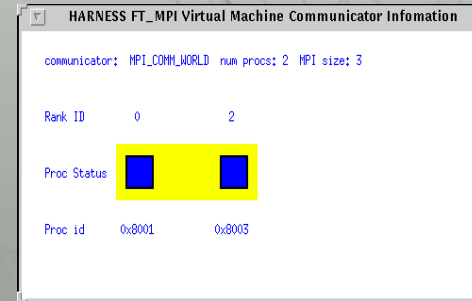 HARNESS FT_MPI Virtual Machine Communicator Infomation
communicator: MPI_COMM_WORLD num procs: 2 MPI size: 3
Rank ID 0 2
Proc Status
Proc id 0x8001 0x8003